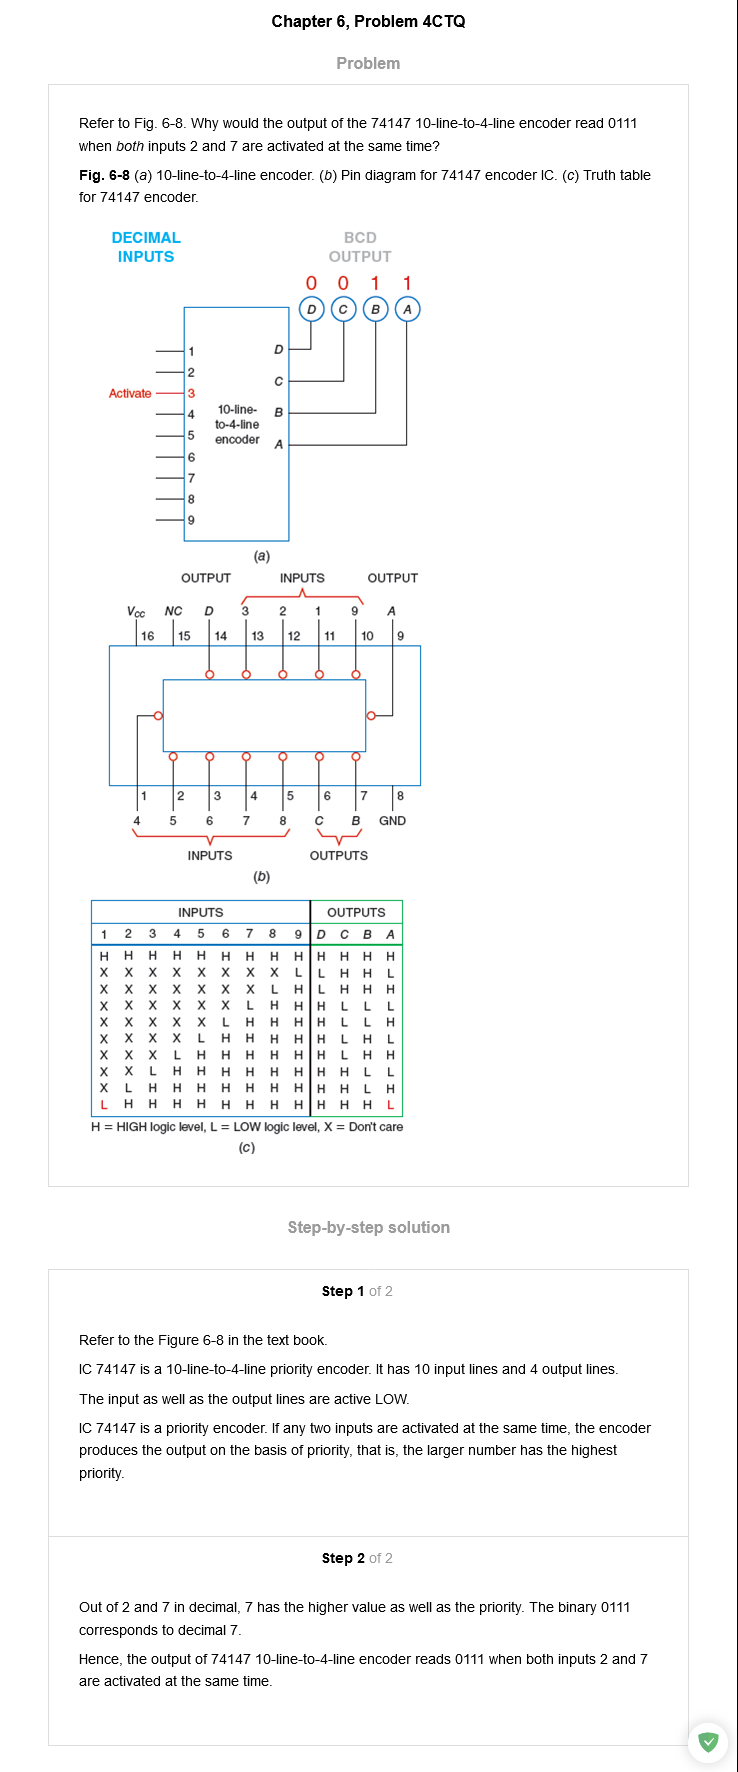 Chapter 6, Problem 4CTQ
Problem
Refer to Fig. 6-8. Why would the output of the 74147 10-line-to-4-line encoder read 0111
when both inputs 2 and 7 are activated at the same time?
Fig. 6-8 (a) 10-line-to-4-line encoder. (b) Pin diagram for 74147 encoder IC. (c) Truth table
for 74147 encoder.
DECIMAL
INPUTS
BCD
OUTPUT
0 0 1 1
D C B A
1
2
Activate 3
4
5
6
7
8
9
10-line-
to-4-line
encoder
D
C
B
A
(a)
OUTPUT INPUTS OUTPUT
Vcc NC D 3 2 1 9 A
16 15 14 13 12 11 10 9
1 2 3 4 5 6 7 8
4 5 6 7 8 C B GND
INPUTS OUTPUTS
(b)
INPUTS OUTPUTS
1 2 3 4 5 6 7 8 9 D C B A
H H H H H H H H H H H H H
X X X X X X X X L L H H L
X X X X X X X L H L H H H
X X X X X X L H H H L L L
X X X X X L H H H H L L H
X X X X L H H H H H L H L
X X X L H H H H H H L H H
X X L H H H H H H H H L L
X L H H H H H H H H H L H
L H H H H H H H H H H H L
H = HIGH logic level, L = LOW logic level, X = Don't care
(c)
Step-by-step solution
Step 1 of 2
Refer to the Figure 6-8 in the text book.
IC 74147 is a 10-line-to-4-line priority encoder. It has 10 input lines and 4 output lines.
The input as well as the output lines are active LOW.
IC 74147 is a priority encoder. If any two inputs are activated at the same time, the encoder
produces the output on the basis of priority, that is, the larger number has the highest
priority.
Step 2 of 2
Out of 2 and 7 in decimal, 7 has the higher value as well as the priority. The binary 0111
corresponds to decimal 7.
Hence, the output of 74147 10-line-to-4-line encoder reads 0111 when both inputs 2 and 7
are activated at the same time.